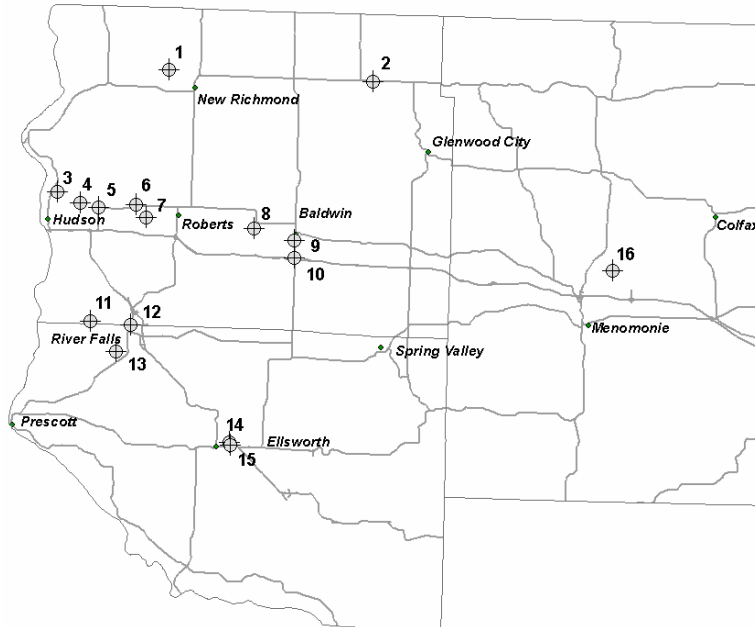 1
2
New Richmond
Glenwood City
3
4
5
6
7
8
Hudson
Roberts
Baldwin
Colfax
9
10
16
11
12
River Falls
13
Menomonie
Spring Valley
Prescott
14
15
Ellsworth